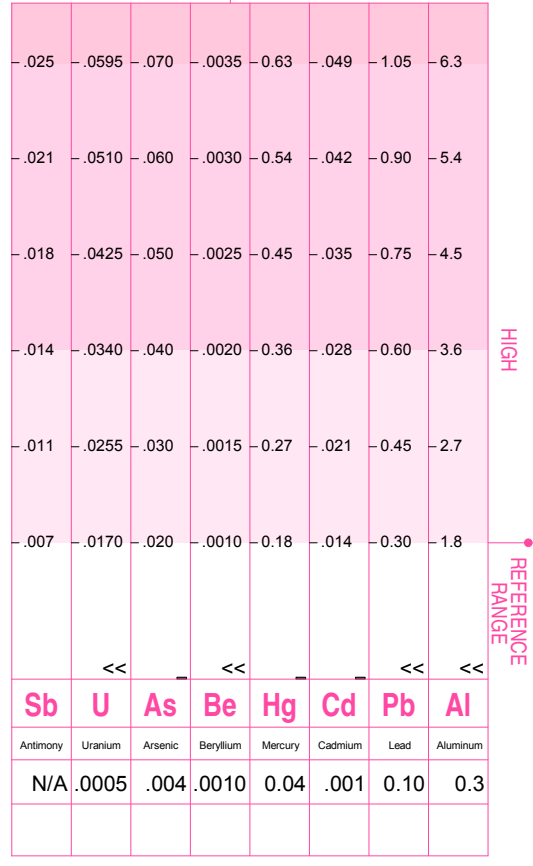 .025 .0595 .070 .0035 0.63 .049 1.05 6.3
.021 .0510 .060 .0030 0.54 .042 0.90 5.4
.018 .0425 .050 .0025 0.45 .035 0.75 4.5
.014 .0340 .040 .0020 0.36 .028 0.60 3.6
HIGH
.011 .0255 .030 .0015 0.27 .021 0.45 2.7
.007 .0170 .020 .0010 0.18 .014 0.30 1.8
REFERENCE
RANGE
<< << << <<
Sb U As Be Hg Cd Pb Al
Antimony Uranium Arsenic Beryllium Mercury Cadmium Lead Aluminum
N/A .0005 .004 .0010 0.04 .001 0.10 0.3